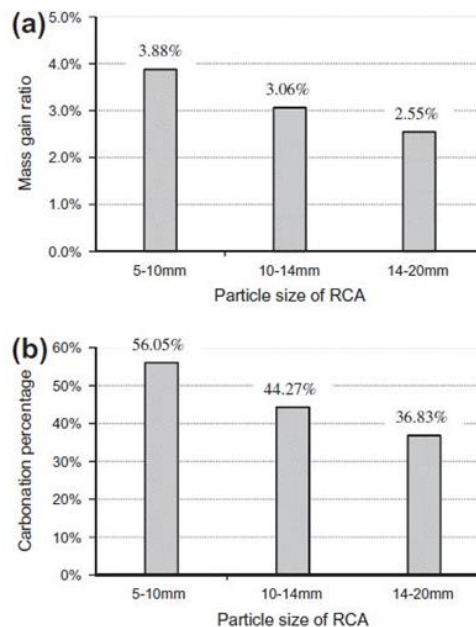 (a)
5.0%
4.0%
3.0%
2.0%
1.0%
0.0%
Mass gain ratio
3.88%
3.06%
2.55%
5-10mm 10-14mm 14-20mm
Particle size of RCA
(b)
60%
50%
40%
30%
20%
10%
0%
Carbonation percentage
56.05%
44.27%
36.83%
5-10mm 10-14mm 14-20mm
Particle size of RCA